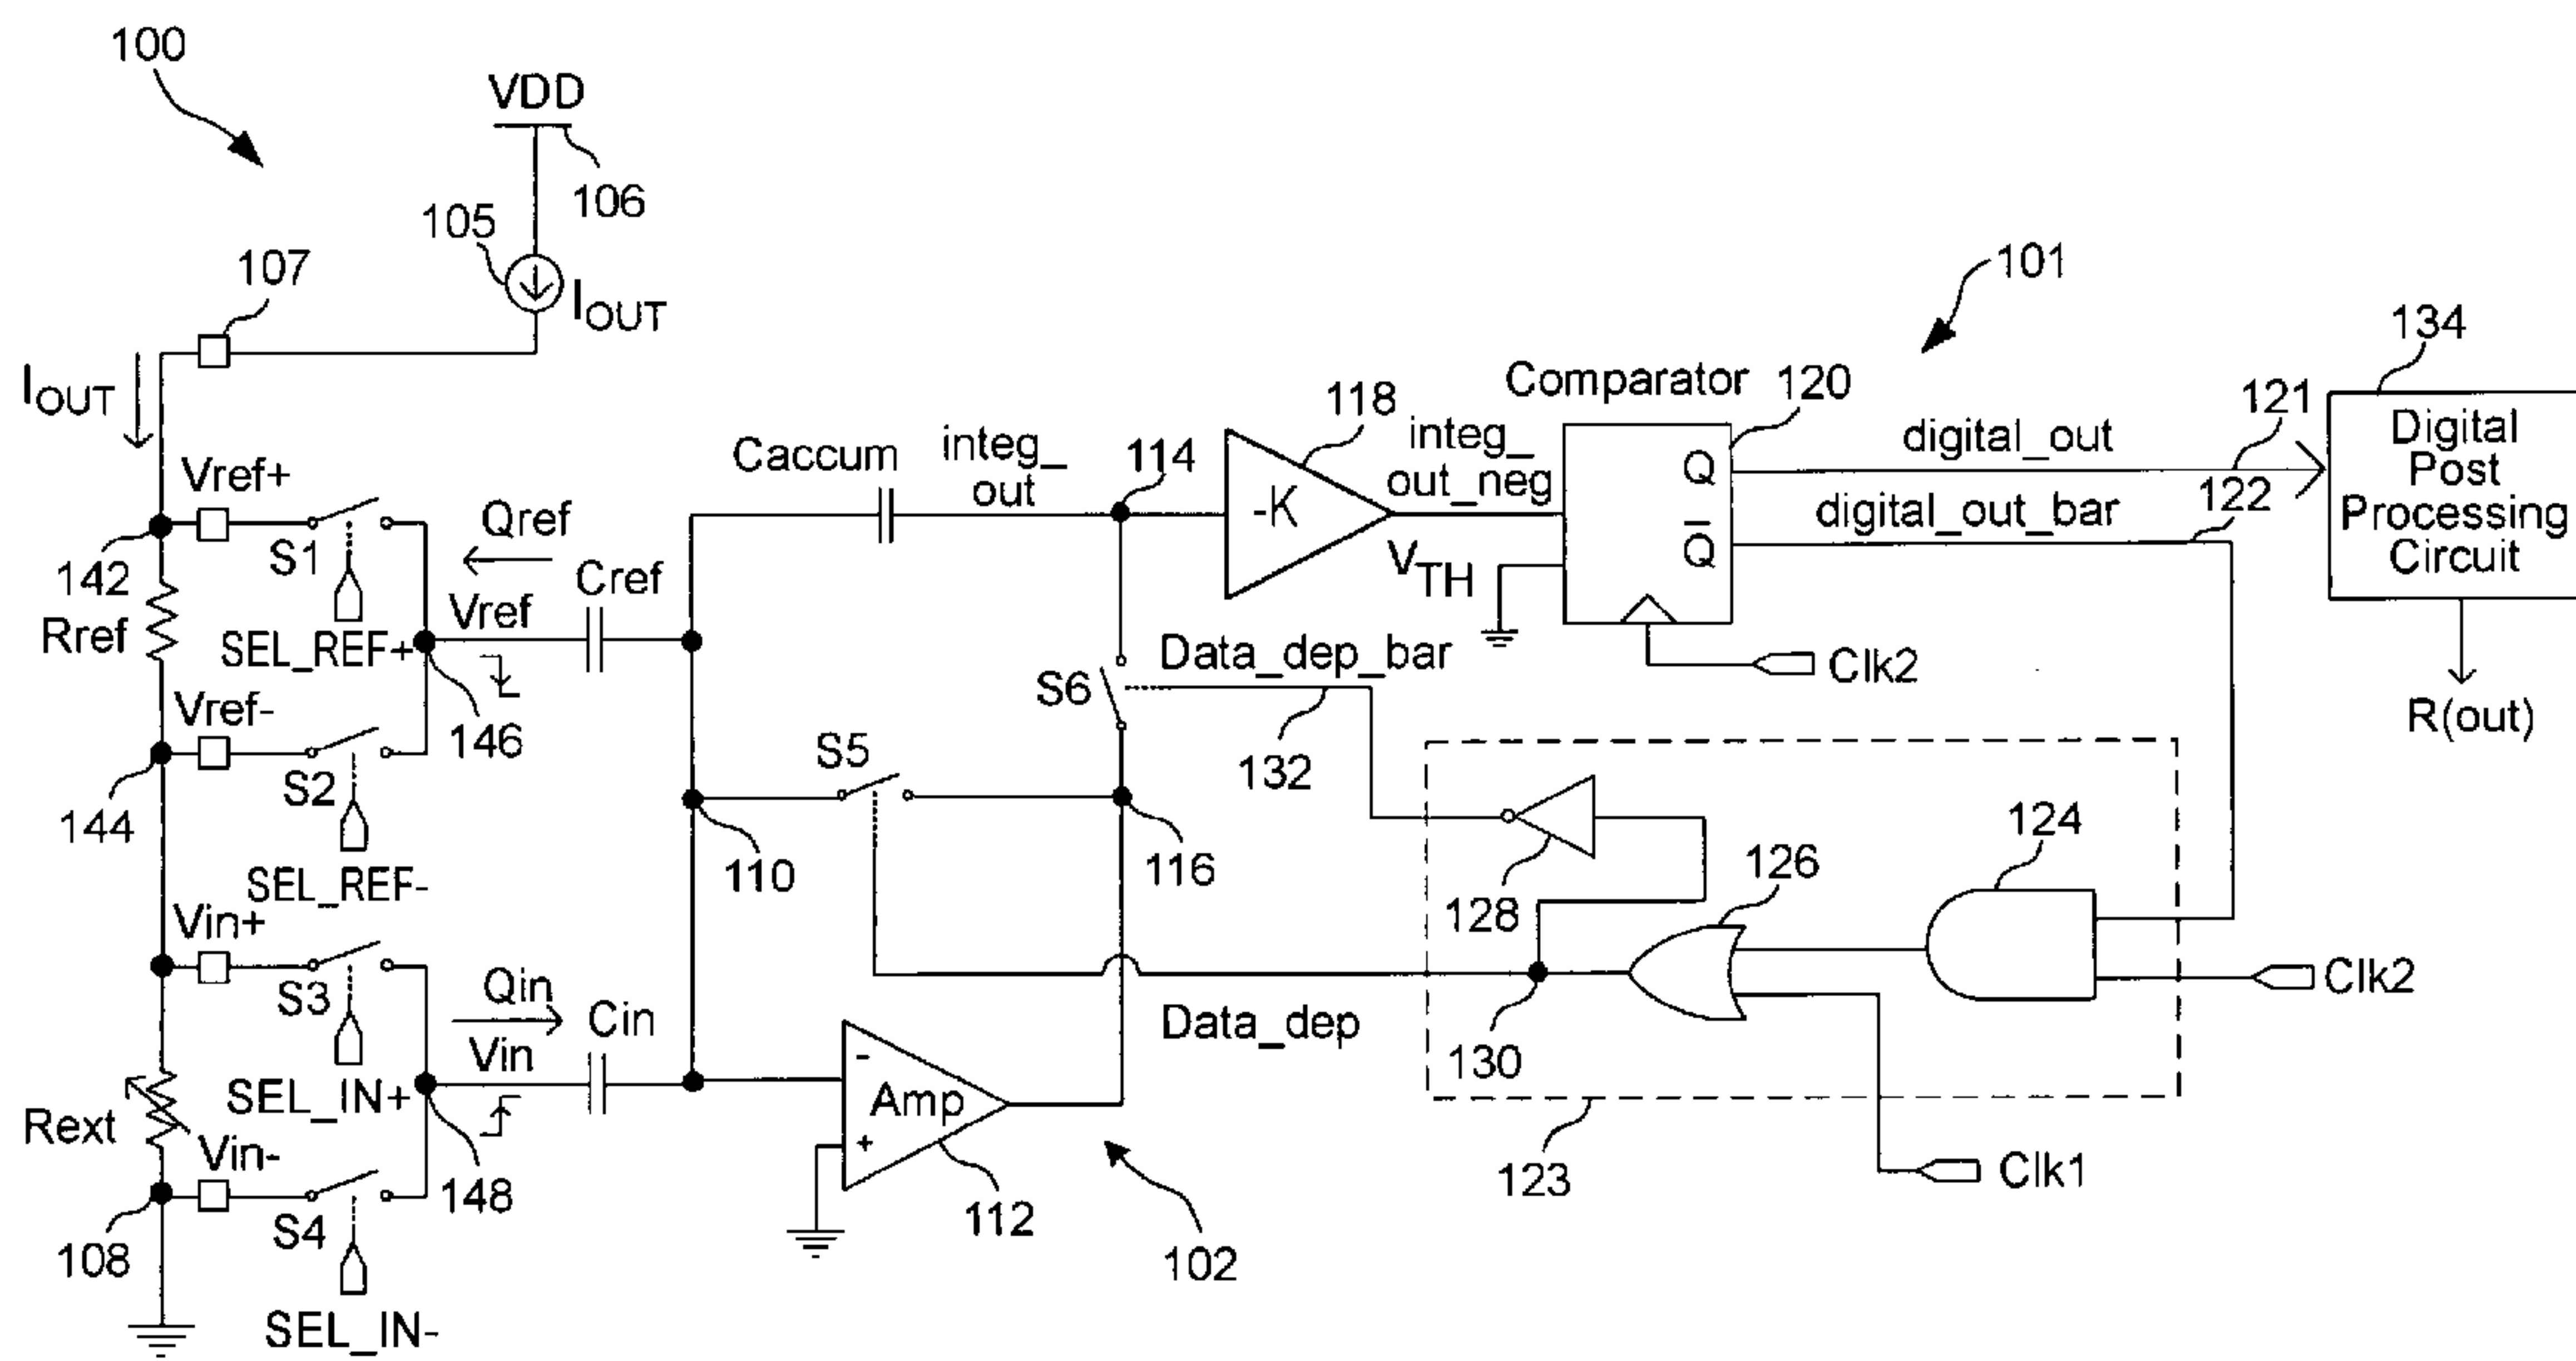 100
VDD
106
105
I_OUT
107
I_OUT
101
134
Digital
Post
Processing
Circuit
R(out)
Vref+
S1
142
SEL_REF+
Rref
Qref
Cref
Vref
146
Vref-
S2
144
SEL_REF-
Vin+
S3
SEL_IN+
Rext
Qin
Cin
Vin
148
Vin-
S4
108
SEL_IN-
Caccum
integ_
out
114
118
-K
integ_
out_neg
Comparator
120
Q
Q̅
V_TH
Clk2
digital_out
121
digital_out_bar
122
S6
Data_dep_bar
132
S5
110
116
Amp
-
+
112
102
Data_dep
128
126
124
130
123
Clk2
Clk1